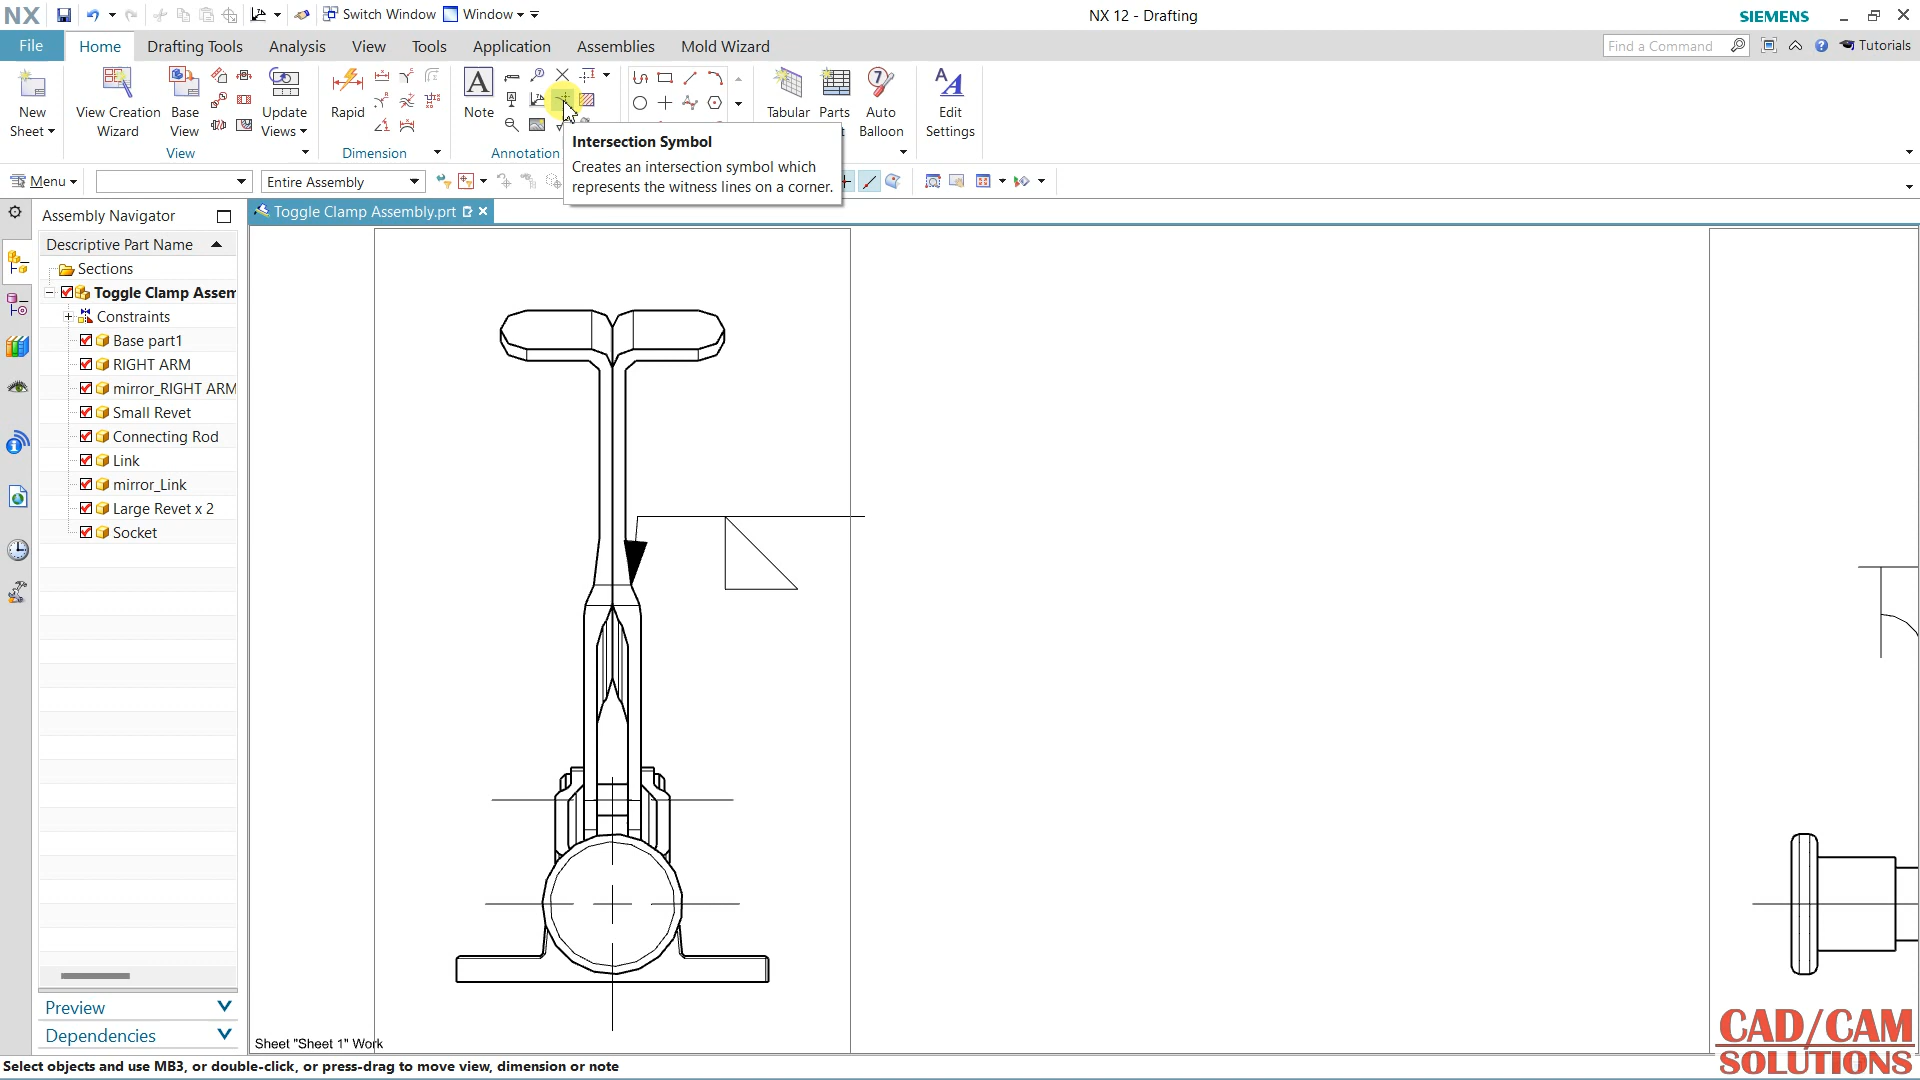 NX
Switch Window
Window
NX 12 - Drafting
SIEMENS
File
Home
Drafting Tools
Analysis
View
Tools
Application
Assemblies
Mold Wizard
Find a Command
Tutorials
New
Sheet
View Creation
Wizard
Base
View
Update
Views
Rapid
Note
Tabular
Parts
Auto
Balloon
Edit
Settings
View
Dimension
Annotation
Intersection Symbol
Creates an intersection symbol which
represents the witness lines on a corner.
Menu
Entire Assembly
Assembly Navigator
Toggle Clamp Assembly.prt
Descriptive Part Name
Sections
Toggle Clamp Assem
Constraints
Base part1
RIGHT ARM
mirror_RIGHT ARM
Small Revet
Connecting Rod
Link
mirror_Link
Large Revet x 2
Socket
Preview
Dependencies
Sheet "Sheet 1" Work
CAD/CAM
SOLUTIONS
Select objects and use MB3, or double-click, or press-drag to move view, dimension or note